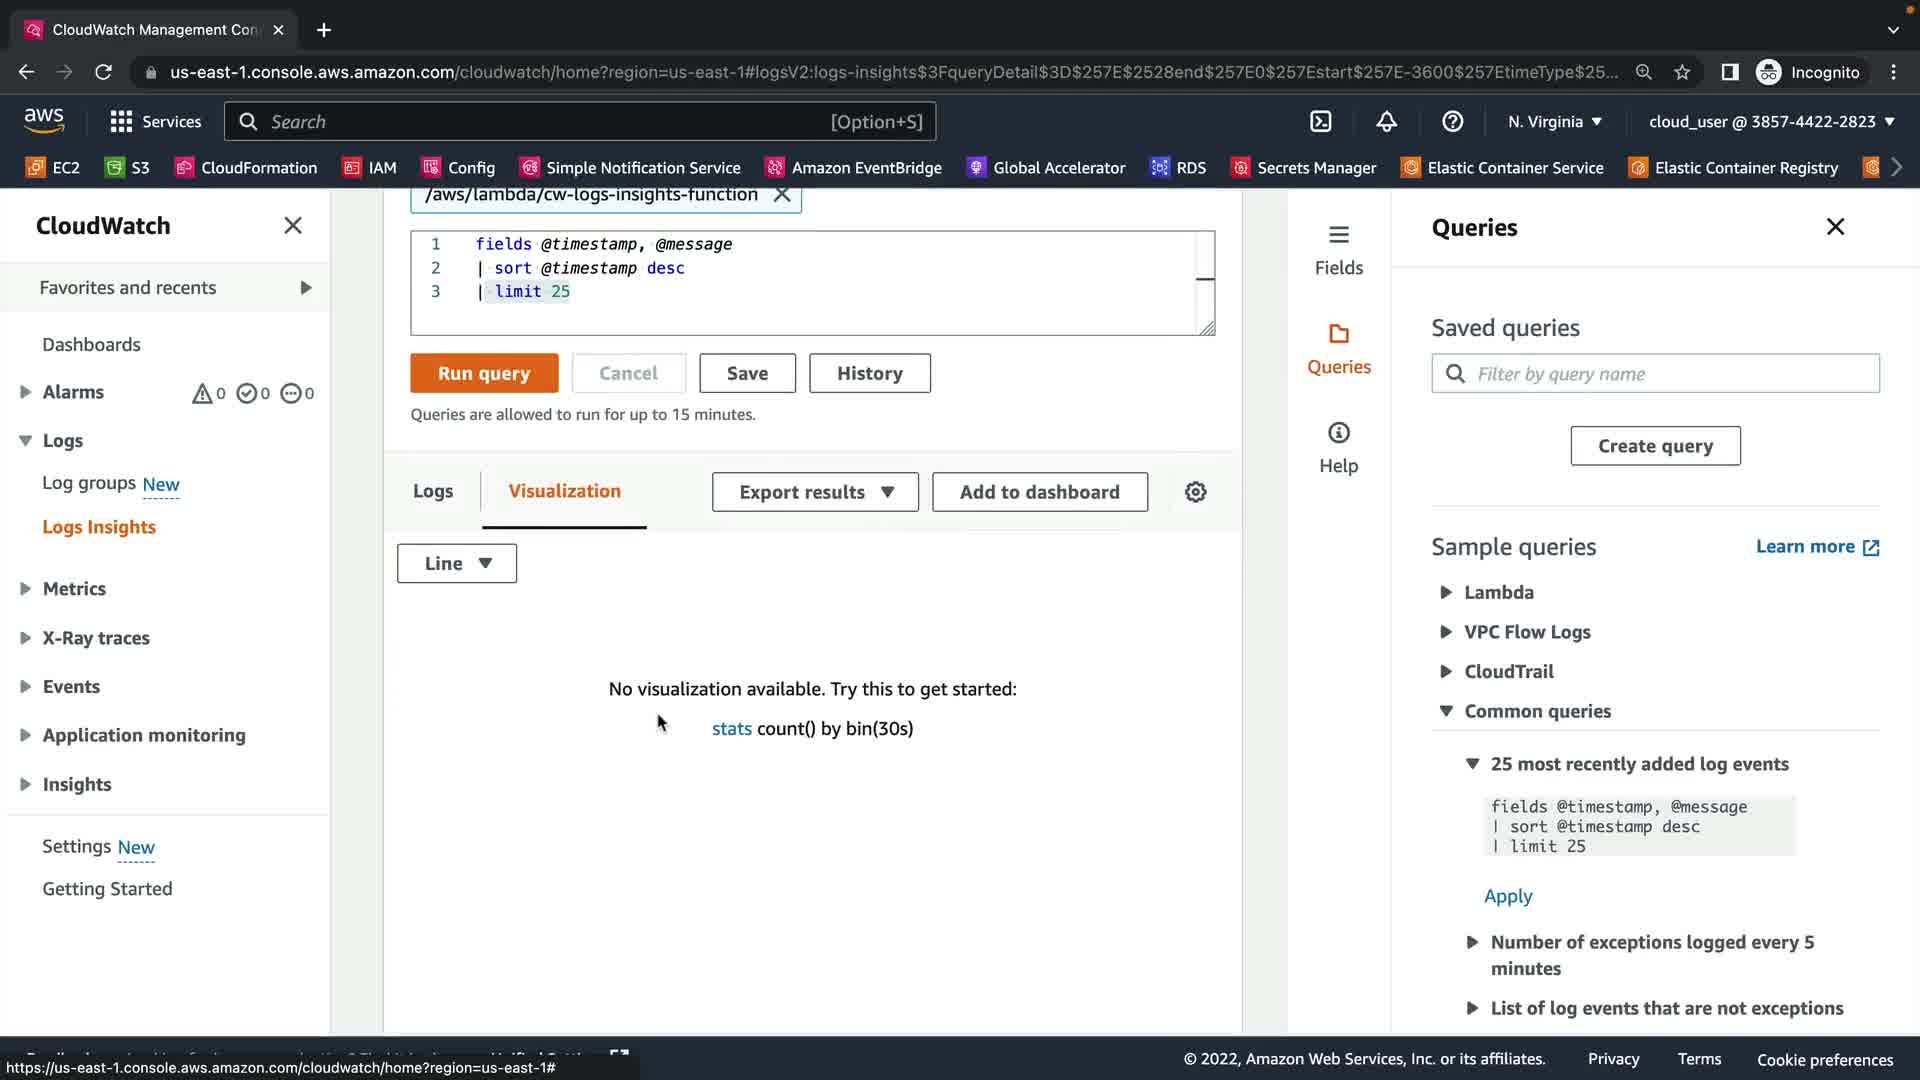 CloudWatch Management Con
us-east-1.console.aws.amazon.com/cloudwatch/home?region=us-east-1#logsV2:logs-insights$3FqueryDetail$3D$257E$2528end$257E0$257Estart$257E-3600$257EtimeType$25...
Incognito
aws
Services
Search
[Option+S]
N. Virginia
cloud_user @ 3857-4422-2823
EC2
S3
CloudFormation
IAM
Config
Simple Notification Service
Amazon EventBridge
Global Accelerator
RDS
Secrets Manager
Elastic Container Service
Elastic Container Registry
CloudWatch
Favorites and recents
Dashboards
Alarms
0
0
0
Logs
Log groups New
Logs Insights
Metrics
X-Ray traces
Events
Application monitoring
Insights
Settings New
Getting Started
/aws/lambda/cw-logs-insights-function
1 fields @timestamp, @message
2 | sort @timestamp desc
3 | limit 25
Run query
Cancel
Save
History
Queries are allowed to run for up to 15 minutes.
Logs
Visualization
Export results
Add to dashboard
Line
No visualization available. Try this to get started:
stats count() by bin(30s)
Fields
Queries
Help
Queries
Saved queries
Filter by query name
Create query
Sample queries
Learn more
Lambda
VPC Flow Logs
CloudTrail
Common queries
25 most recently added log events
fields @timestamp, @message
| sort @timestamp desc
| limit 25
Apply
Number of exceptions logged every 5
minutes
List of log events that are not exceptions
https://us-east-1.console.aws.amazon.com/cloudwatch/home?region=us-east-1#
© 2022, Amazon Web Services, Inc. or its affiliates.
Privacy
Terms
Cookie preferences